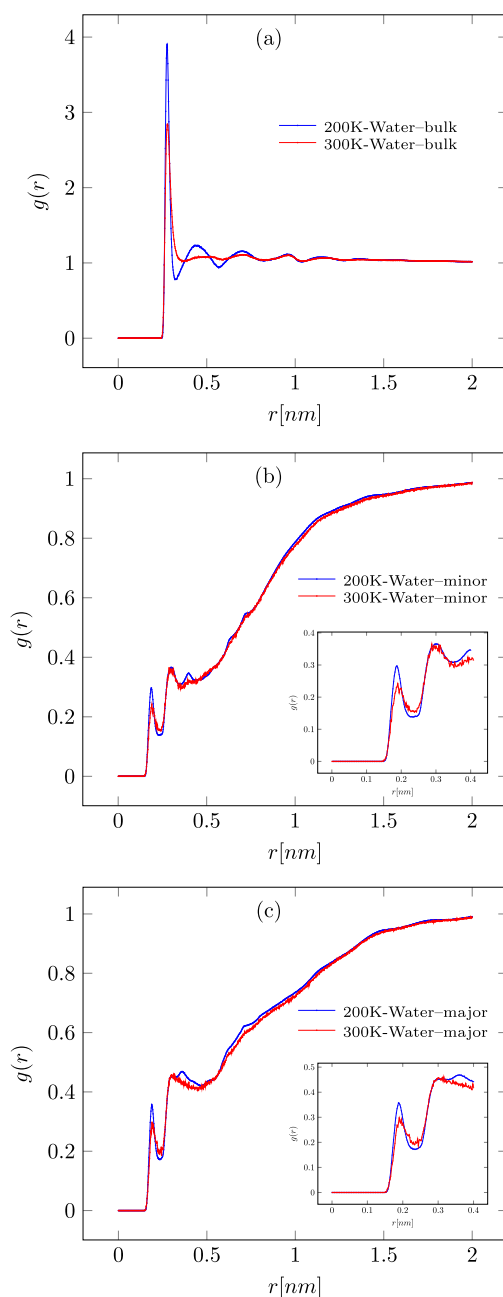 (a)
4
3
2
1
0
g(r)
200K-Water–bulk
300K-Water–bulk
0 0.5 1 1.5 2
r[nm]
(b)
1
0.8
0.6
0.4
0.2
0
g(r)
200K-Water–minor
300K-Water–minor
0.4
0.3
0.2
0.1
0
g(r)
0 0.1 0.2 0.3 0.4
r[nm]
0 0.5 1 1.5 2
r[nm]
(c)
1
0.8
0.6
0.4
0.2
0
g(r)
200K-Water–major
300K-Water–major
0.5
0.4
0.3
0.2
0.1
0
g(r)
0 0.1 0.2 0.3 0.4
r[nm]
0 0.5 1 1.5 2
r[nm]